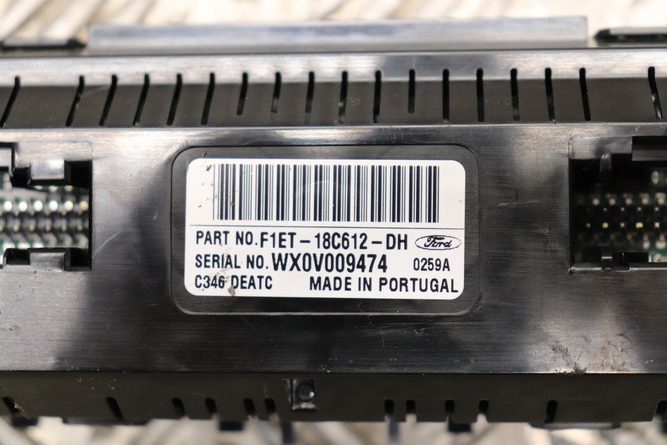 PART NO.F1ET-18C612-DH Ford
SERIAL NO.WX0V009474 0259A
C346 DEATC MADE IN PORTUGAL